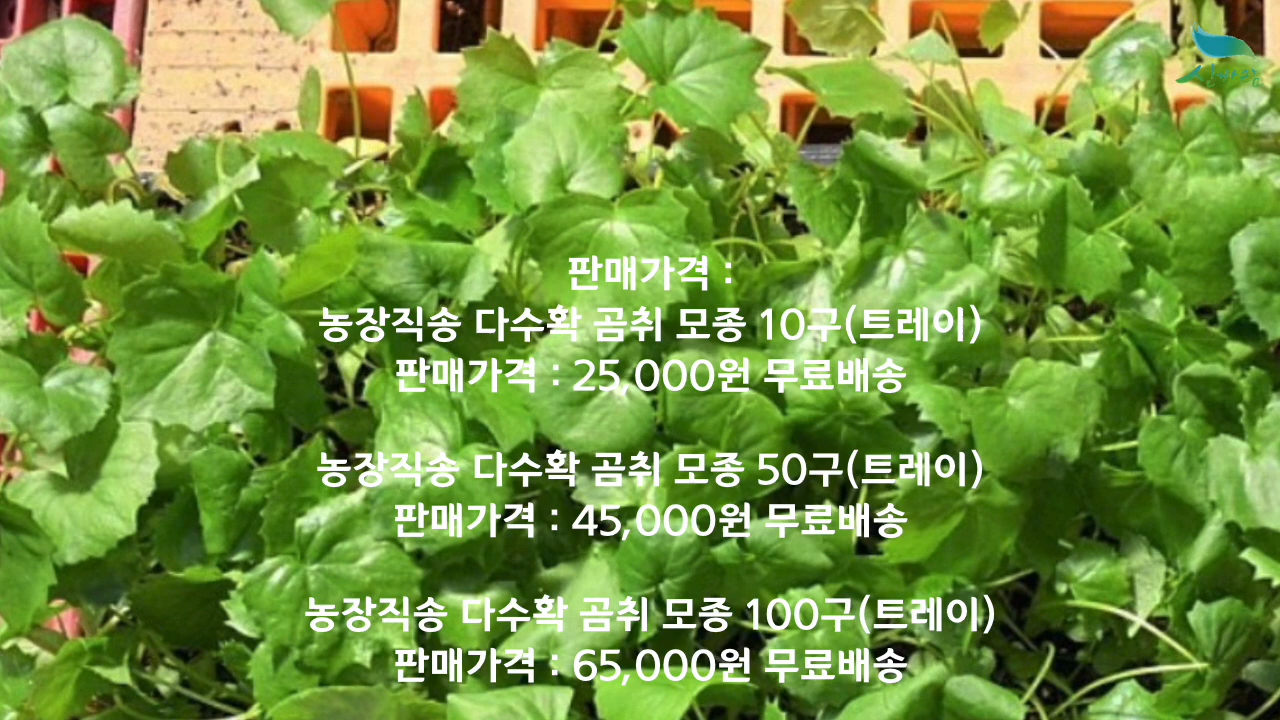 판매가격 :
농장직송 다수확 곰취 모종 10구(트레이)
판매가격 : 25,000원 무료배송
농장직송 다수확 곰취 모종 50구(트레이)
판매가격 : 45,000원 무료배송
농장직송 다수확 곰취 모종 100구(트레이)
판매가격 : 65,000원 무료배송